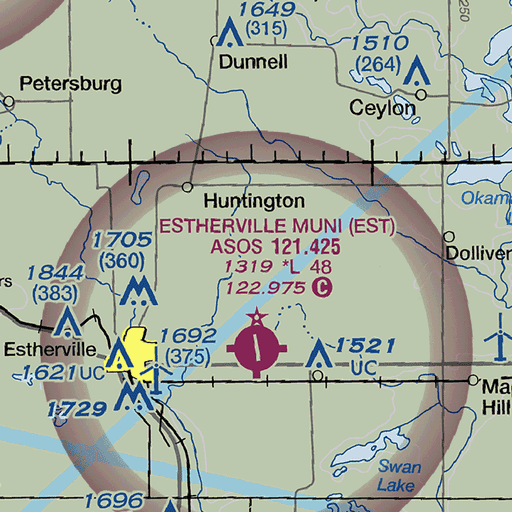 1649
(315)
Dunnell
1510
(264)
Ceylon
250
Petersburg
Huntington
Okama
Dolliver
ESTHERVILLE MUNI (EST)
ASOS 121.425
1319 *L 48
122.975 C
1705
(360)
1844
(383)
rs
Estherville
1692
(375)
1621 UC
1729
1521
UC
Ma
Hill
Swan
Lake
1696